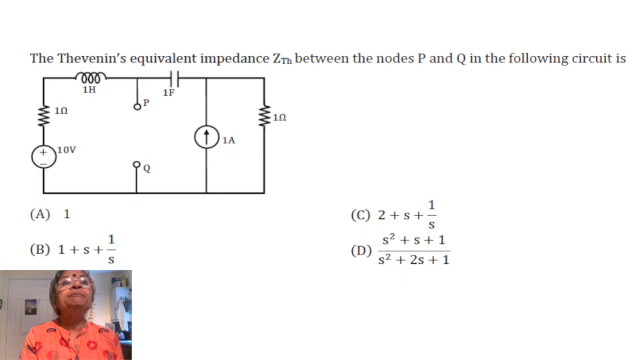 The Thevenin's equivalent impedance Z_Th between the nodes P and Q in the following circuit is
1H
1F
P
1Ω
1Ω
10V
1A
Q
+
−
(A) 1
(B) 1 + s + 1/s
(C) 2 + s + 1/s
(D) (s² + s + 1)/(s² + 2s + 1)